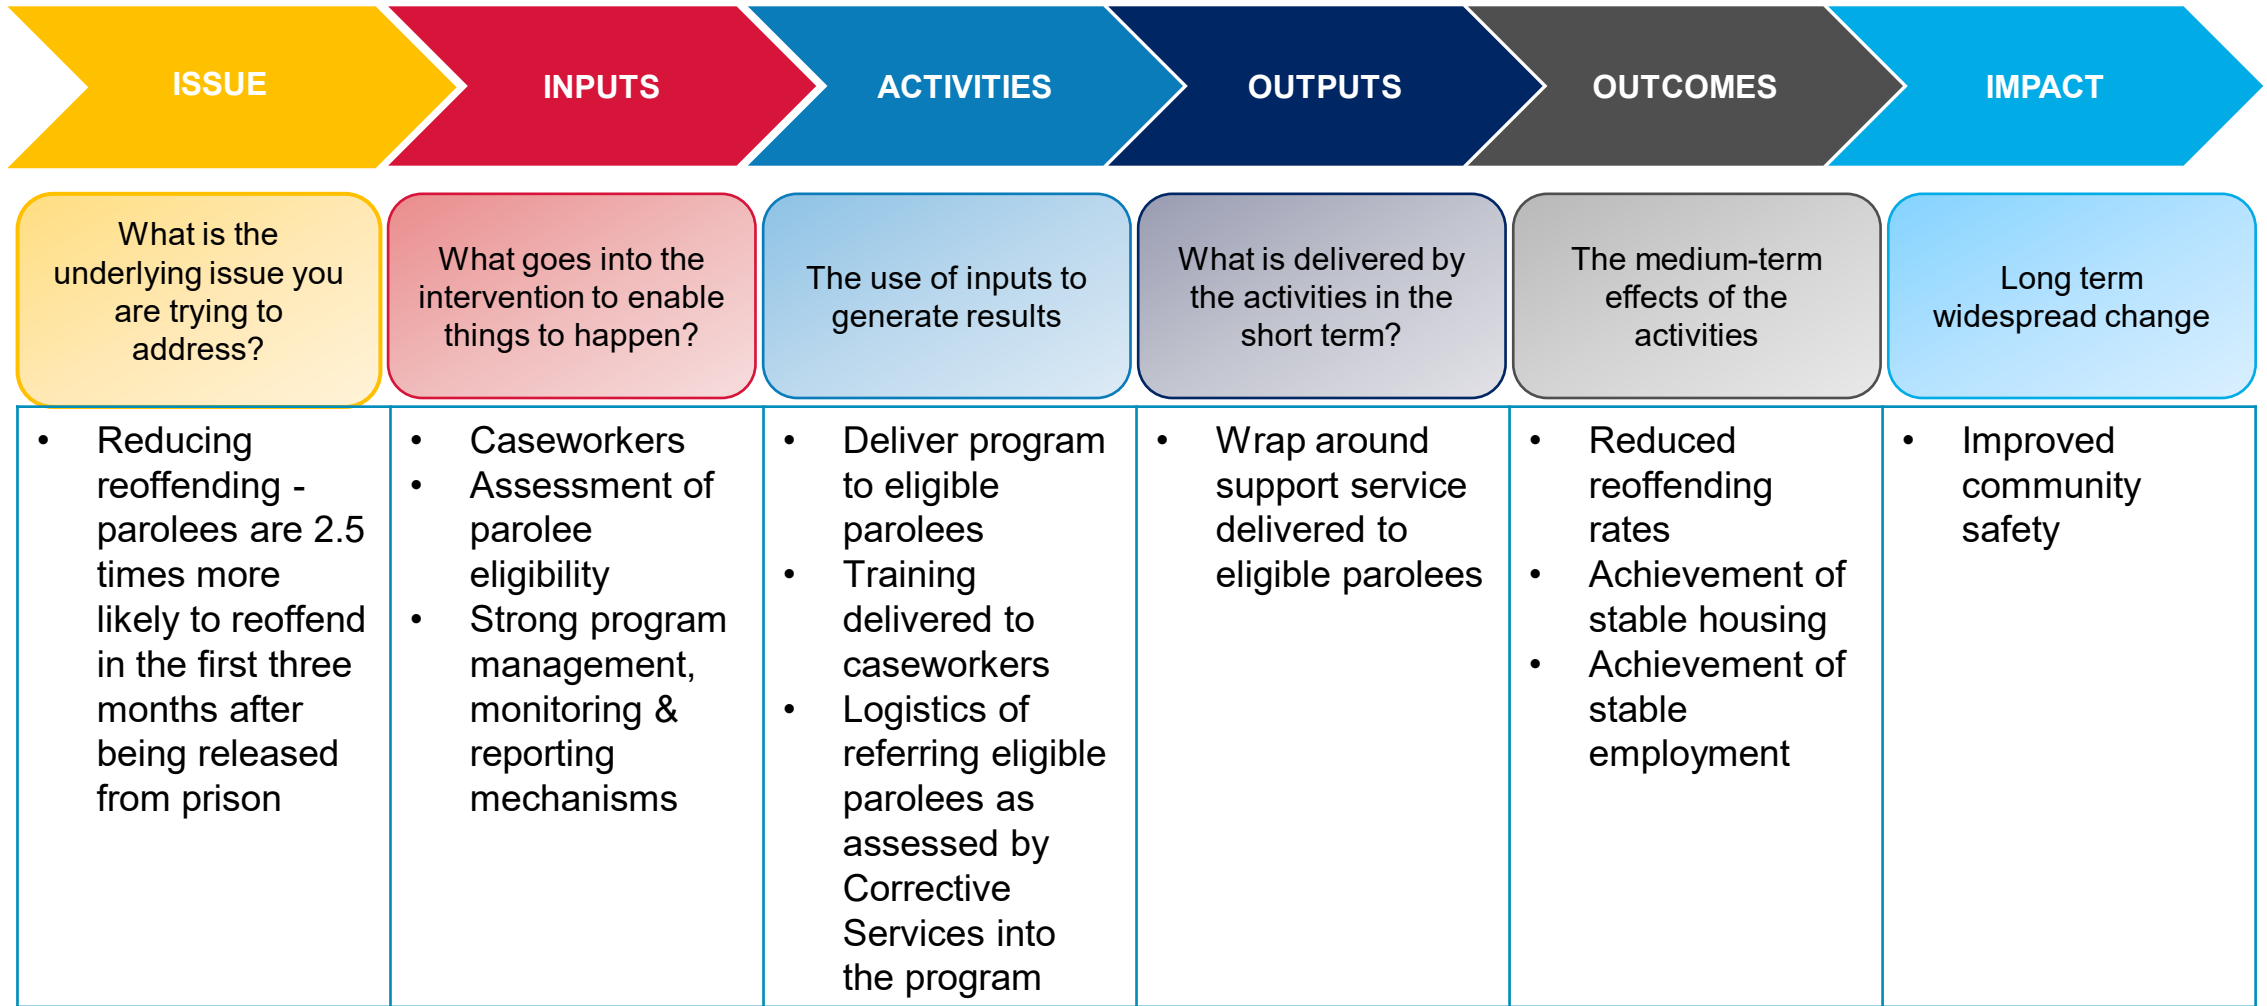 ISSUE
INPUTS
ACTIVITIES
OUTPUTS
OUTCOMES
IMPACT
What is the
underlying issue you
are trying to
address?
What goes into the
intervention to enable
things to happen?
The use of inputs to
generate results
What is delivered by
the activities in the
short term?
The medium-term
effects of the
activities
Long term
widespread change
• Reducing
reoffending -
parolees are 2.5
times more
likely to reoffend
in the first three
months after
being released
from prison
• Caseworkers
• Assessment of
parolee
eligibility
• Strong program
management,
monitoring &
reporting
mechanisms
• Deliver program
to eligible
parolees
• Training
delivered to
caseworkers
• Logistics of
referring eligible
parolees as
assessed by
Corrective
Services into
the program
• Wrap around
support service
delivered to
eligible parolees
• Reduced
reoffending
rates
• Achievement of
stable housing
• Achievement of
stable
employment
• Improved
community
safety